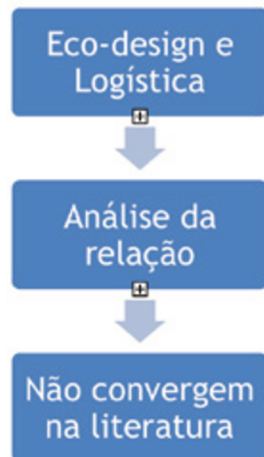 Eco-design e
Logística
Análise da
relação
Não convergem
na literatura